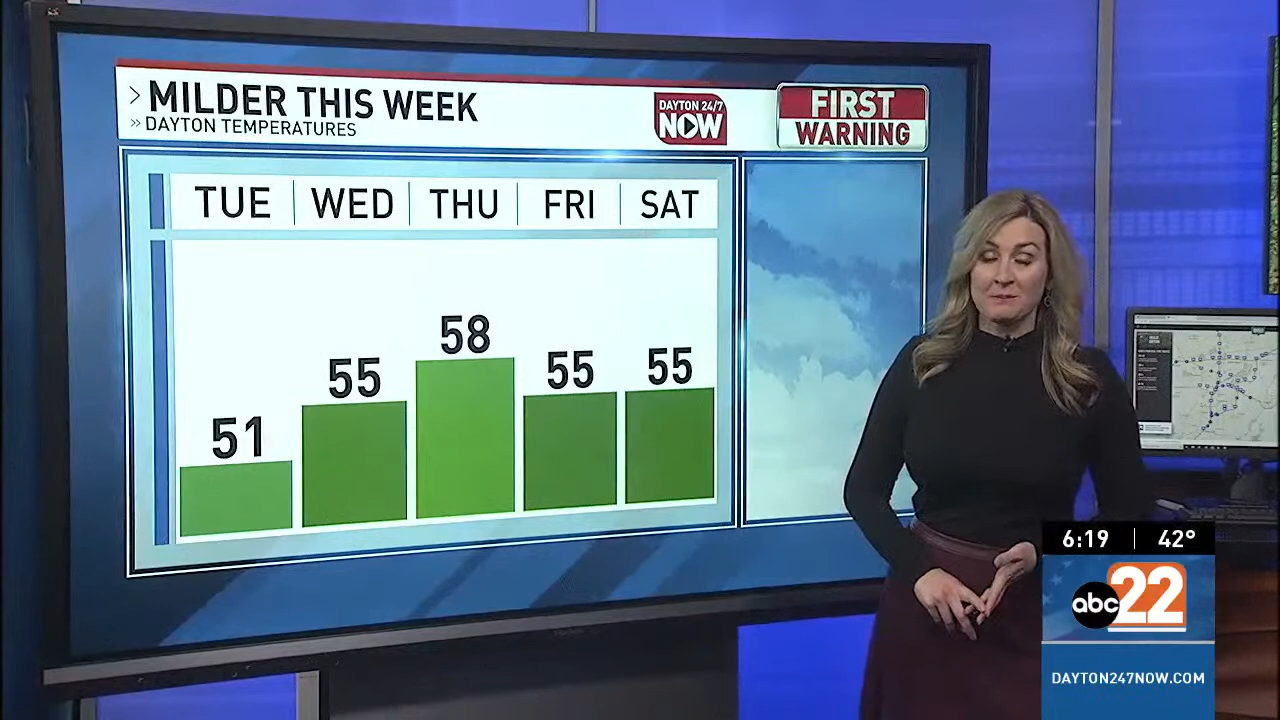 > MILDER THIS WEEK
» DAYTON TEMPERATURES
DAYTON 24/7
NOW
FIRST
WARNING
TUE WED THU FRI SAT
51 55 58 55 55
6:19 42°
abc 22
DAYTON247NOW.COM